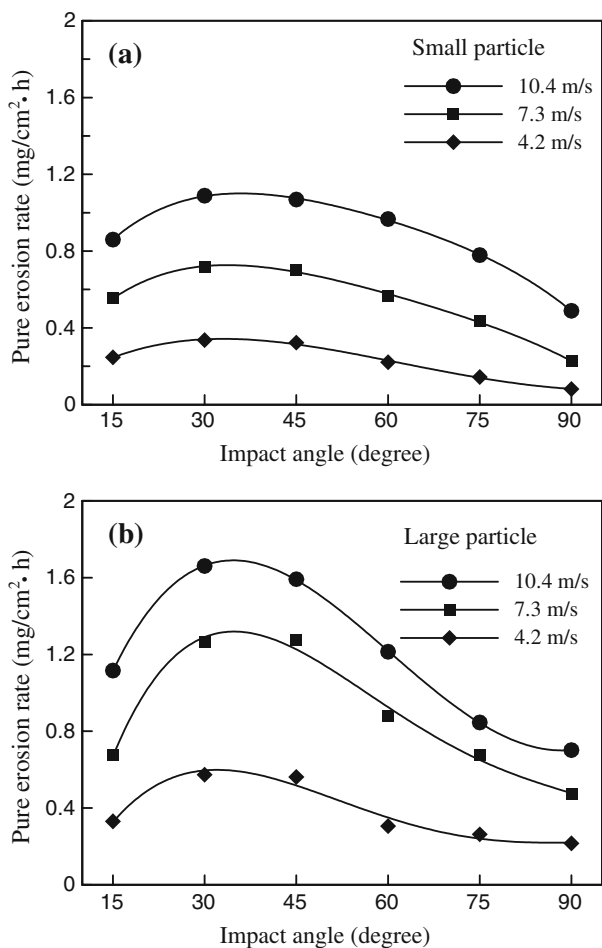 (a)
Small particle
10.4 m/s
7.3 m/s
4.2 m/s
Pure erosion rate (mg/cm²· h)
2
1.6
1.2
0.8
0.4
0
15 30 45 60 75 90
Impact angle (degree)
(b)
Large particle
10.4 m/s
7.3 m/s
4.2 m/s
Pure erosion rate (mg/cm²· h)
2
1.6
1.2
0.8
0.4
0
15 30 45 60 75 90
Impact angle (degree)